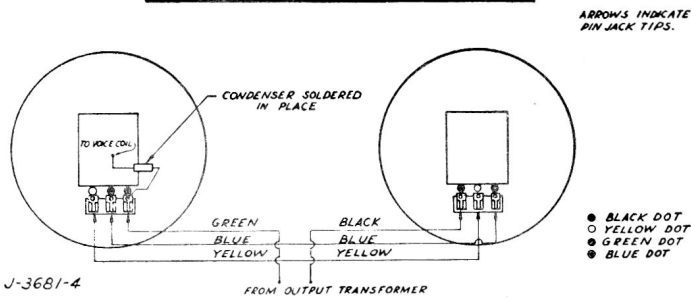 ARROWS INDICATE
PIN JACK TIPS.
CONDENSER SOLDERED
IN PLACE
TO VOICE COIL
GREEN
BLACK
BLUE
BLUE
YELLOW
YELLOW
BLACK DOT
YELLOW DOT
GREEN DOT
BLUE DOT
J-3681-4
FROM OUTPUT TRANSFORMER